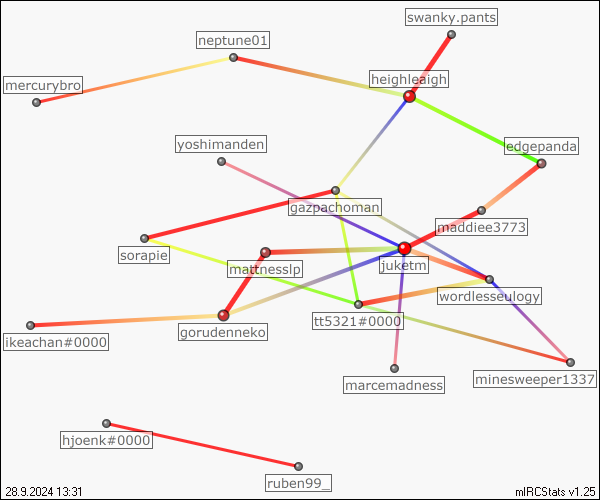 swanky.pants
neptune01
heighleaigh
mercurybro
yoshimanden
edgepanda
gazpachoman
maddiee3773
sorapie
mattnesslp
juketm
wordlesseulogy
tt5321#0000
gorudenneko
ikeachan#0000
minesweeper1337
marcemadness
hjoenk#0000
ruben99_
28.9.2024 13:31
mIRCStats v1.25